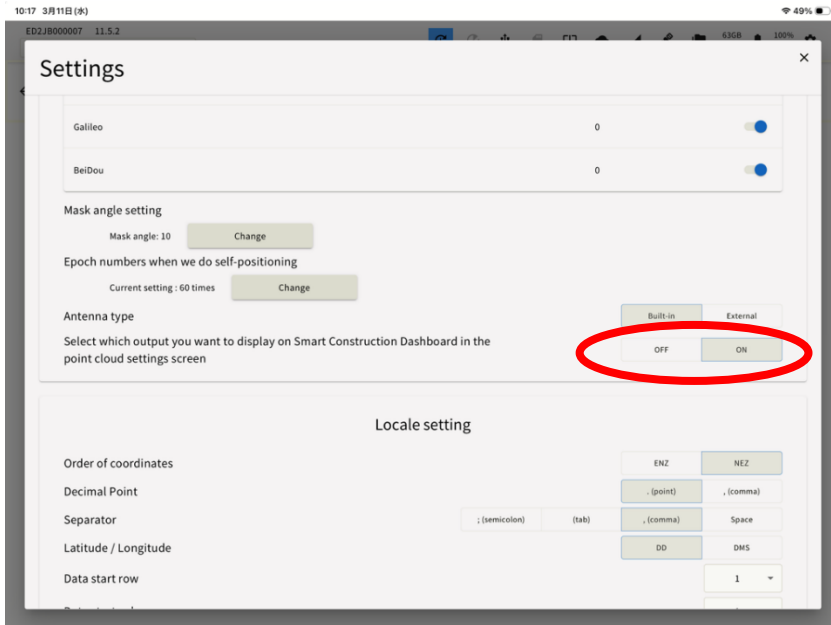 10:17 3月11日(水)
49%
ED2JB000007 11.5.2
63GB 100%
Settings
×
Galileo 0
BeiDou 0
Mask angle setting
Mask angle: 10 Change
Epoch numbers when we do self-positioning
Current setting : 60 times Change
Antenna type Built-in External
Select which output you want to display on Smart Construction Dashboard in the
point cloud settings screen
OFF ON
Locale setting
Order of coordinates ENZ NEZ
Decimal Point . (point) , (comma)
Separator ; (semicolon) (tab) , (comma) Space
Latitude / Longitude DD DMS
Data start row 1